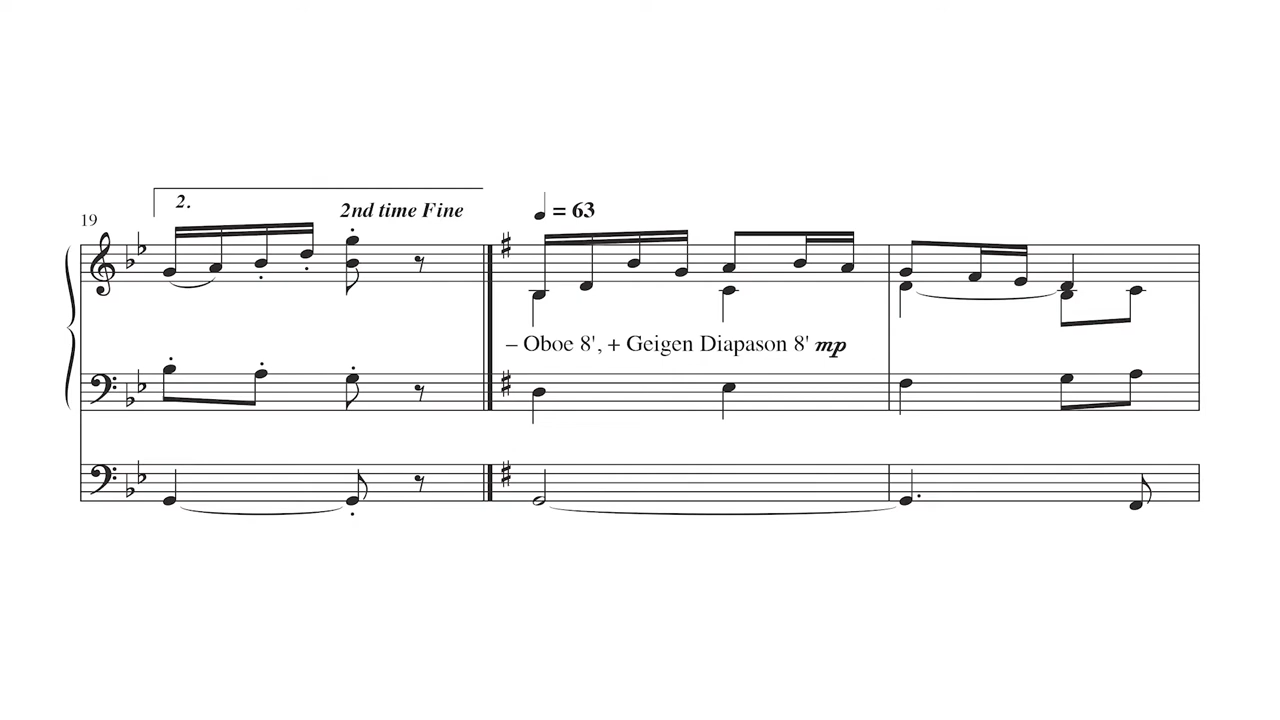 2.
2nd time Fine
19
= 63
– Oboe 8', + Geigen Diapason 8' mp